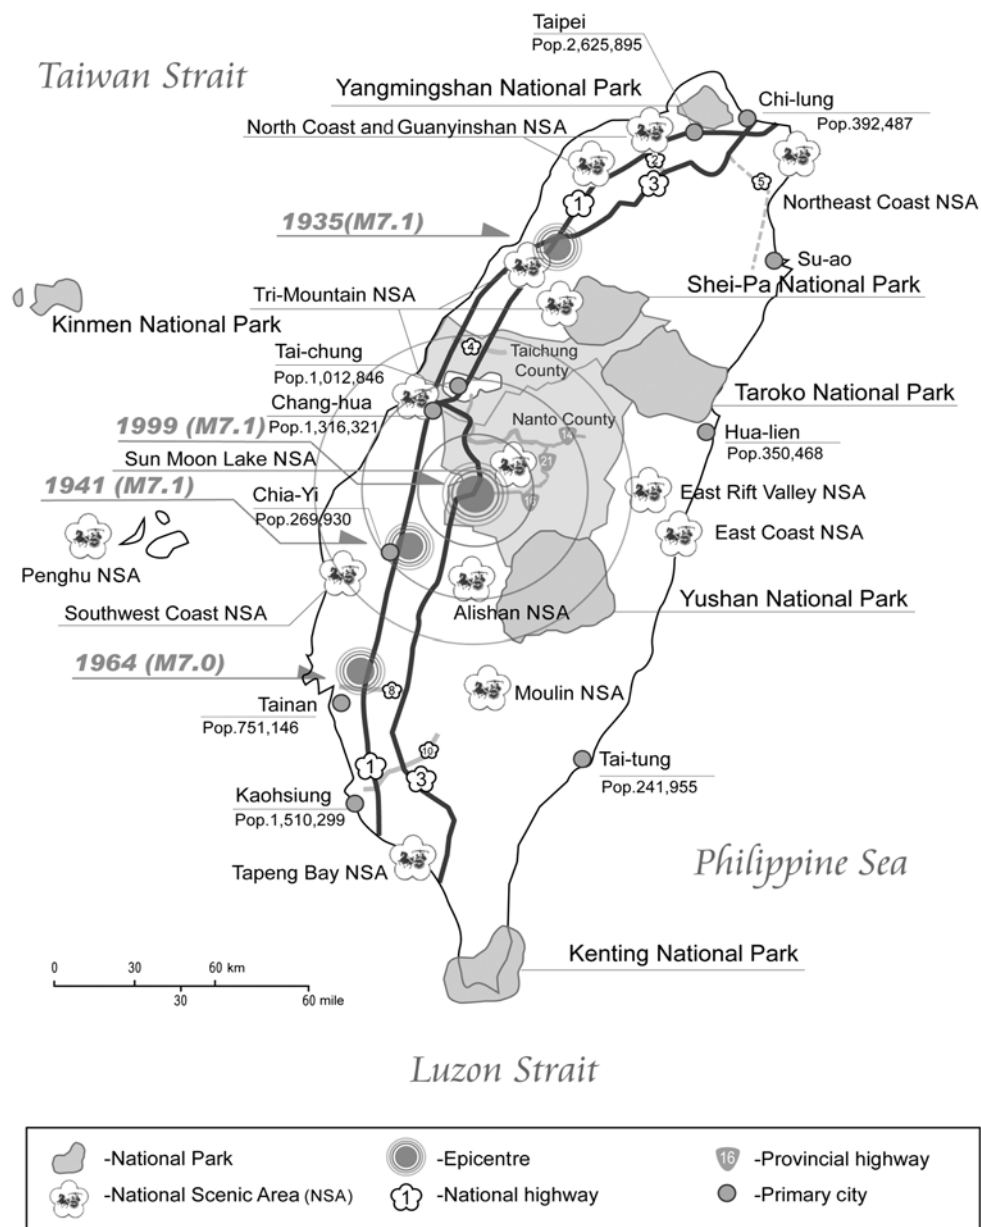 Taipei
Pop.2,625,895
Taiwan Strait
Yangmingshan National Park
Chi-lung
Pop.392,487
North Coast and Guanyinshan NSA
2
3
5
1
Northeast Coast NSA
1935(M7.1)
Su-ao
Shei-Pa National Park
Tri-Mountain NSA
Kinmen National Park
4
Tai-chung
Pop.1,012,846
Taichung
County
Taroko National Park
Chang-hua
Pop.1,316,321
Nanto County
14
1999 (M7.1)
Hua-lien
Pop.350,468
Sun Moon Lake NSA
21
16
1941 (M7.1)
Chia-Yi
Pop.269,930
East Rift Valley NSA
East Coast NSA
Penghu NSA
Southwest Coast NSA
Alishan NSA
Yushan National Park
1964 (M7.0)
8
Moulin NSA
Tainan
Pop.751,146
10
1
3
Tai-tung
Pop.241,955
Kaohsiung
Pop.1,510,299
Tapeng Bay NSA
Philippine Sea
Kenting National Park
0 30 60 km
30 60 mile
Luzon Strait
-National Park
-Epicentre
16 -Provincial highway
-National Scenic Area (NSA)
1 -National highway
-Primary city